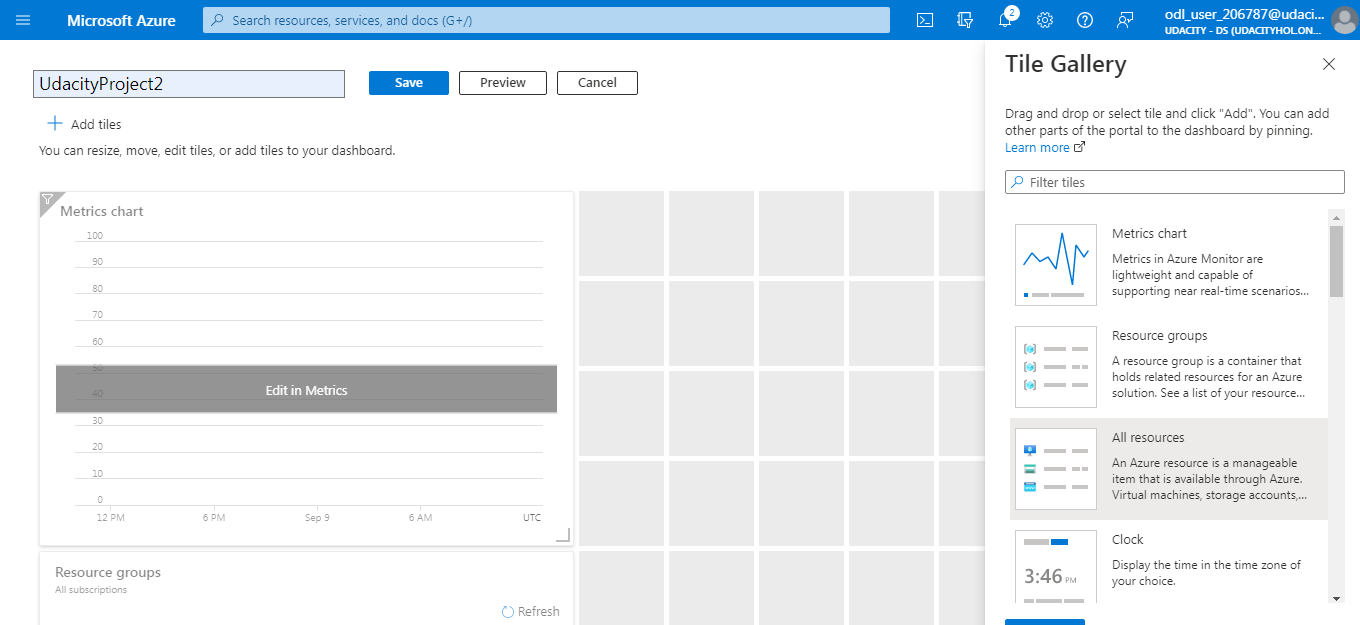 Microsoft Azure
Search resources, services, and docs (G+/)
2
odl_user_206787@udaci...
UDACITY - DS (UDACITYHOL.ON...
UdacityProject2
Save
Preview
Cancel
Add tiles
You can resize, move, edit tiles, or add tiles to your dashboard.
Metrics chart
100
90
80
70
60
50
40
Edit in Metrics
30
20
10
0
12 PM
6 PM
Sep 9
6 AM
UTC
Resource groups
All subscriptions
Refresh
Tile Gallery
Drag and drop or select tile and click "Add". You can add
other parts of the portal to the dashboard by pinning.
Learn more
Filter tiles
Metrics chart
Metrics in Azure Monitor are
lightweight and capable of
supporting near real-time scenarios...
Resource groups
A resource group is a container that
holds related resources for an Azure
solution. See a list of your resource...
All resources
An Azure resource is a manageable
item that is available through Azure.
Virtual machines, storage accounts,...
Clock
3:46 PM
Display the time in the time zone of
your choice.